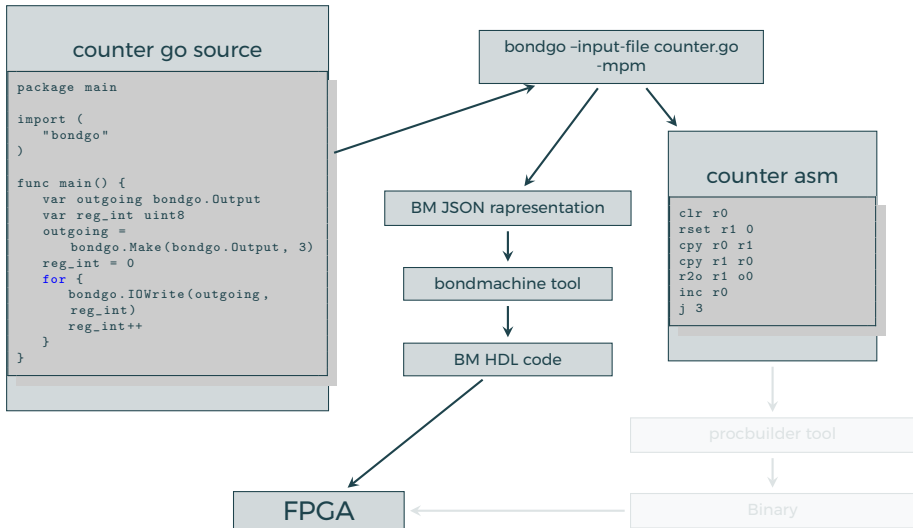 counter go source
package main
import (
"bondgo"
)
func main() {
var outgoing bondgo.Output
var reg_int uint8
outgoing =
bondgo.Make(bondgo.Output, 3)
reg_int = 0
for {
bondgo.IOWrite(outgoing,
reg_int)
reg_int++
}
}
bondgo –input-file counter.go
-mpm
BM JSON rapresentation
bondmachine tool
BM HDL code
FPGA
counter asm
clr r0
rset r1 0
cpy r0 r1
cpy r1 r0
r2o r1 o0
inc r0
j 3
procbuilder tool
Binary